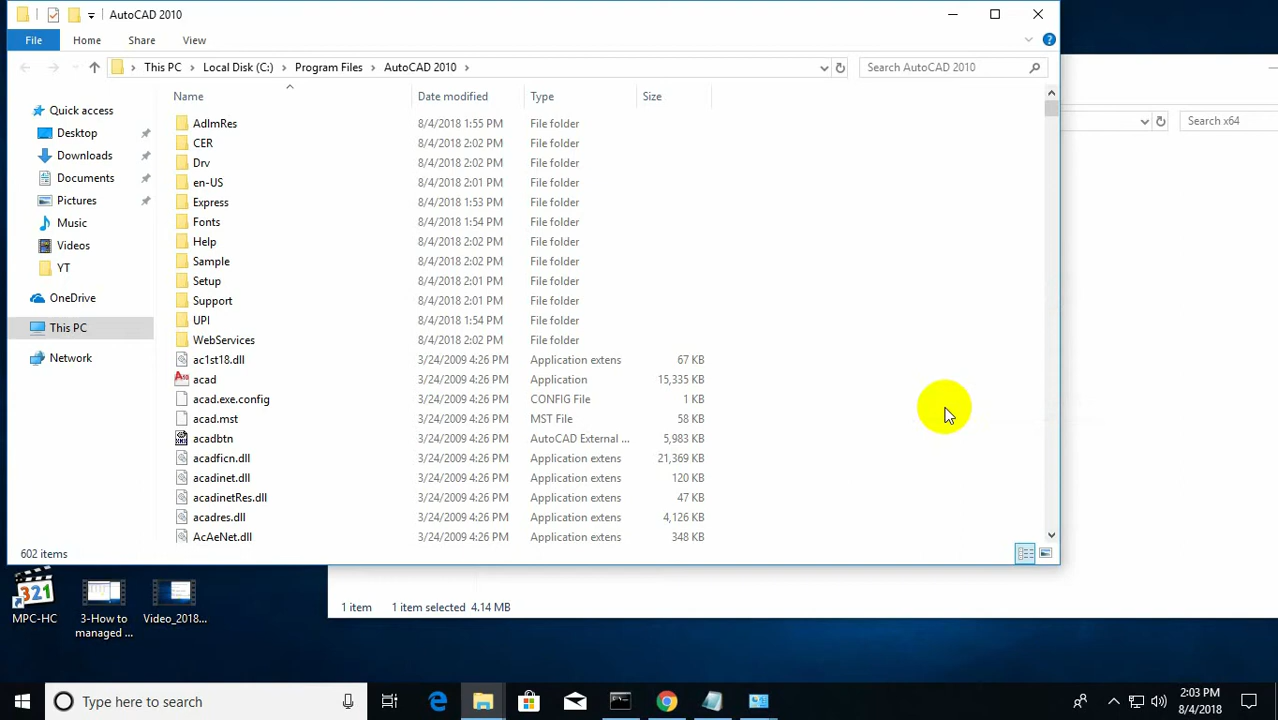 AutoCAD 2010
File Home Share View
This PC Local Disk (C:) Program Files AutoCAD 2010
Search AutoCAD 2010
Search x64
Name Date modified Type Size
Quick access
Desktop
Downloads
Documents
Pictures
Music
Videos
YT
OneDrive
This PC
Network
AdlmRes 8/4/2018 1:55 PM File folder
CER 8/4/2018 2:02 PM File folder
Drv 8/4/2018 2:02 PM File folder
en-US 8/4/2018 2:01 PM File folder
Express 8/4/2018 1:53 PM File folder
Fonts 8/4/2018 1:54 PM File folder
Help 8/4/2018 2:02 PM File folder
Sample 8/4/2018 2:02 PM File folder
Setup 8/4/2018 2:01 PM File folder
Support 8/4/2018 2:01 PM File folder
UPI 8/4/2018 1:54 PM File folder
WebServices 8/4/2018 2:02 PM File folder
ac1st18.dll 3/24/2009 4:26 PM Application extens 67 KB
acad 3/24/2009 4:26 PM Application 15,335 KB
acad.exe.config 3/24/2009 4:26 PM CONFIG File 1 KB
acad.mst 3/24/2009 4:26 PM MST File 58 KB
acadbtn 3/24/2009 4:26 PM AutoCAD External ... 5,983 KB
acadficn.dll 3/24/2009 4:26 PM Application extens 21,369 KB
acadinet.dll 3/24/2009 4:26 PM Application extens 120 KB
acadinetRes.dll 3/24/2009 4:26 PM Application extens 47 KB
acadres.dll 3/24/2009 4:26 PM Application extens 4,126 KB
AcAeNet.dll 3/24/2009 4:26 PM Application extens 348 KB
602 items
1 item 1 item selected 4.14 MB
321
MPC-HC
3-How to
managed ...
Video_2018...
Type here to search
2:03 PM
8/4/2018